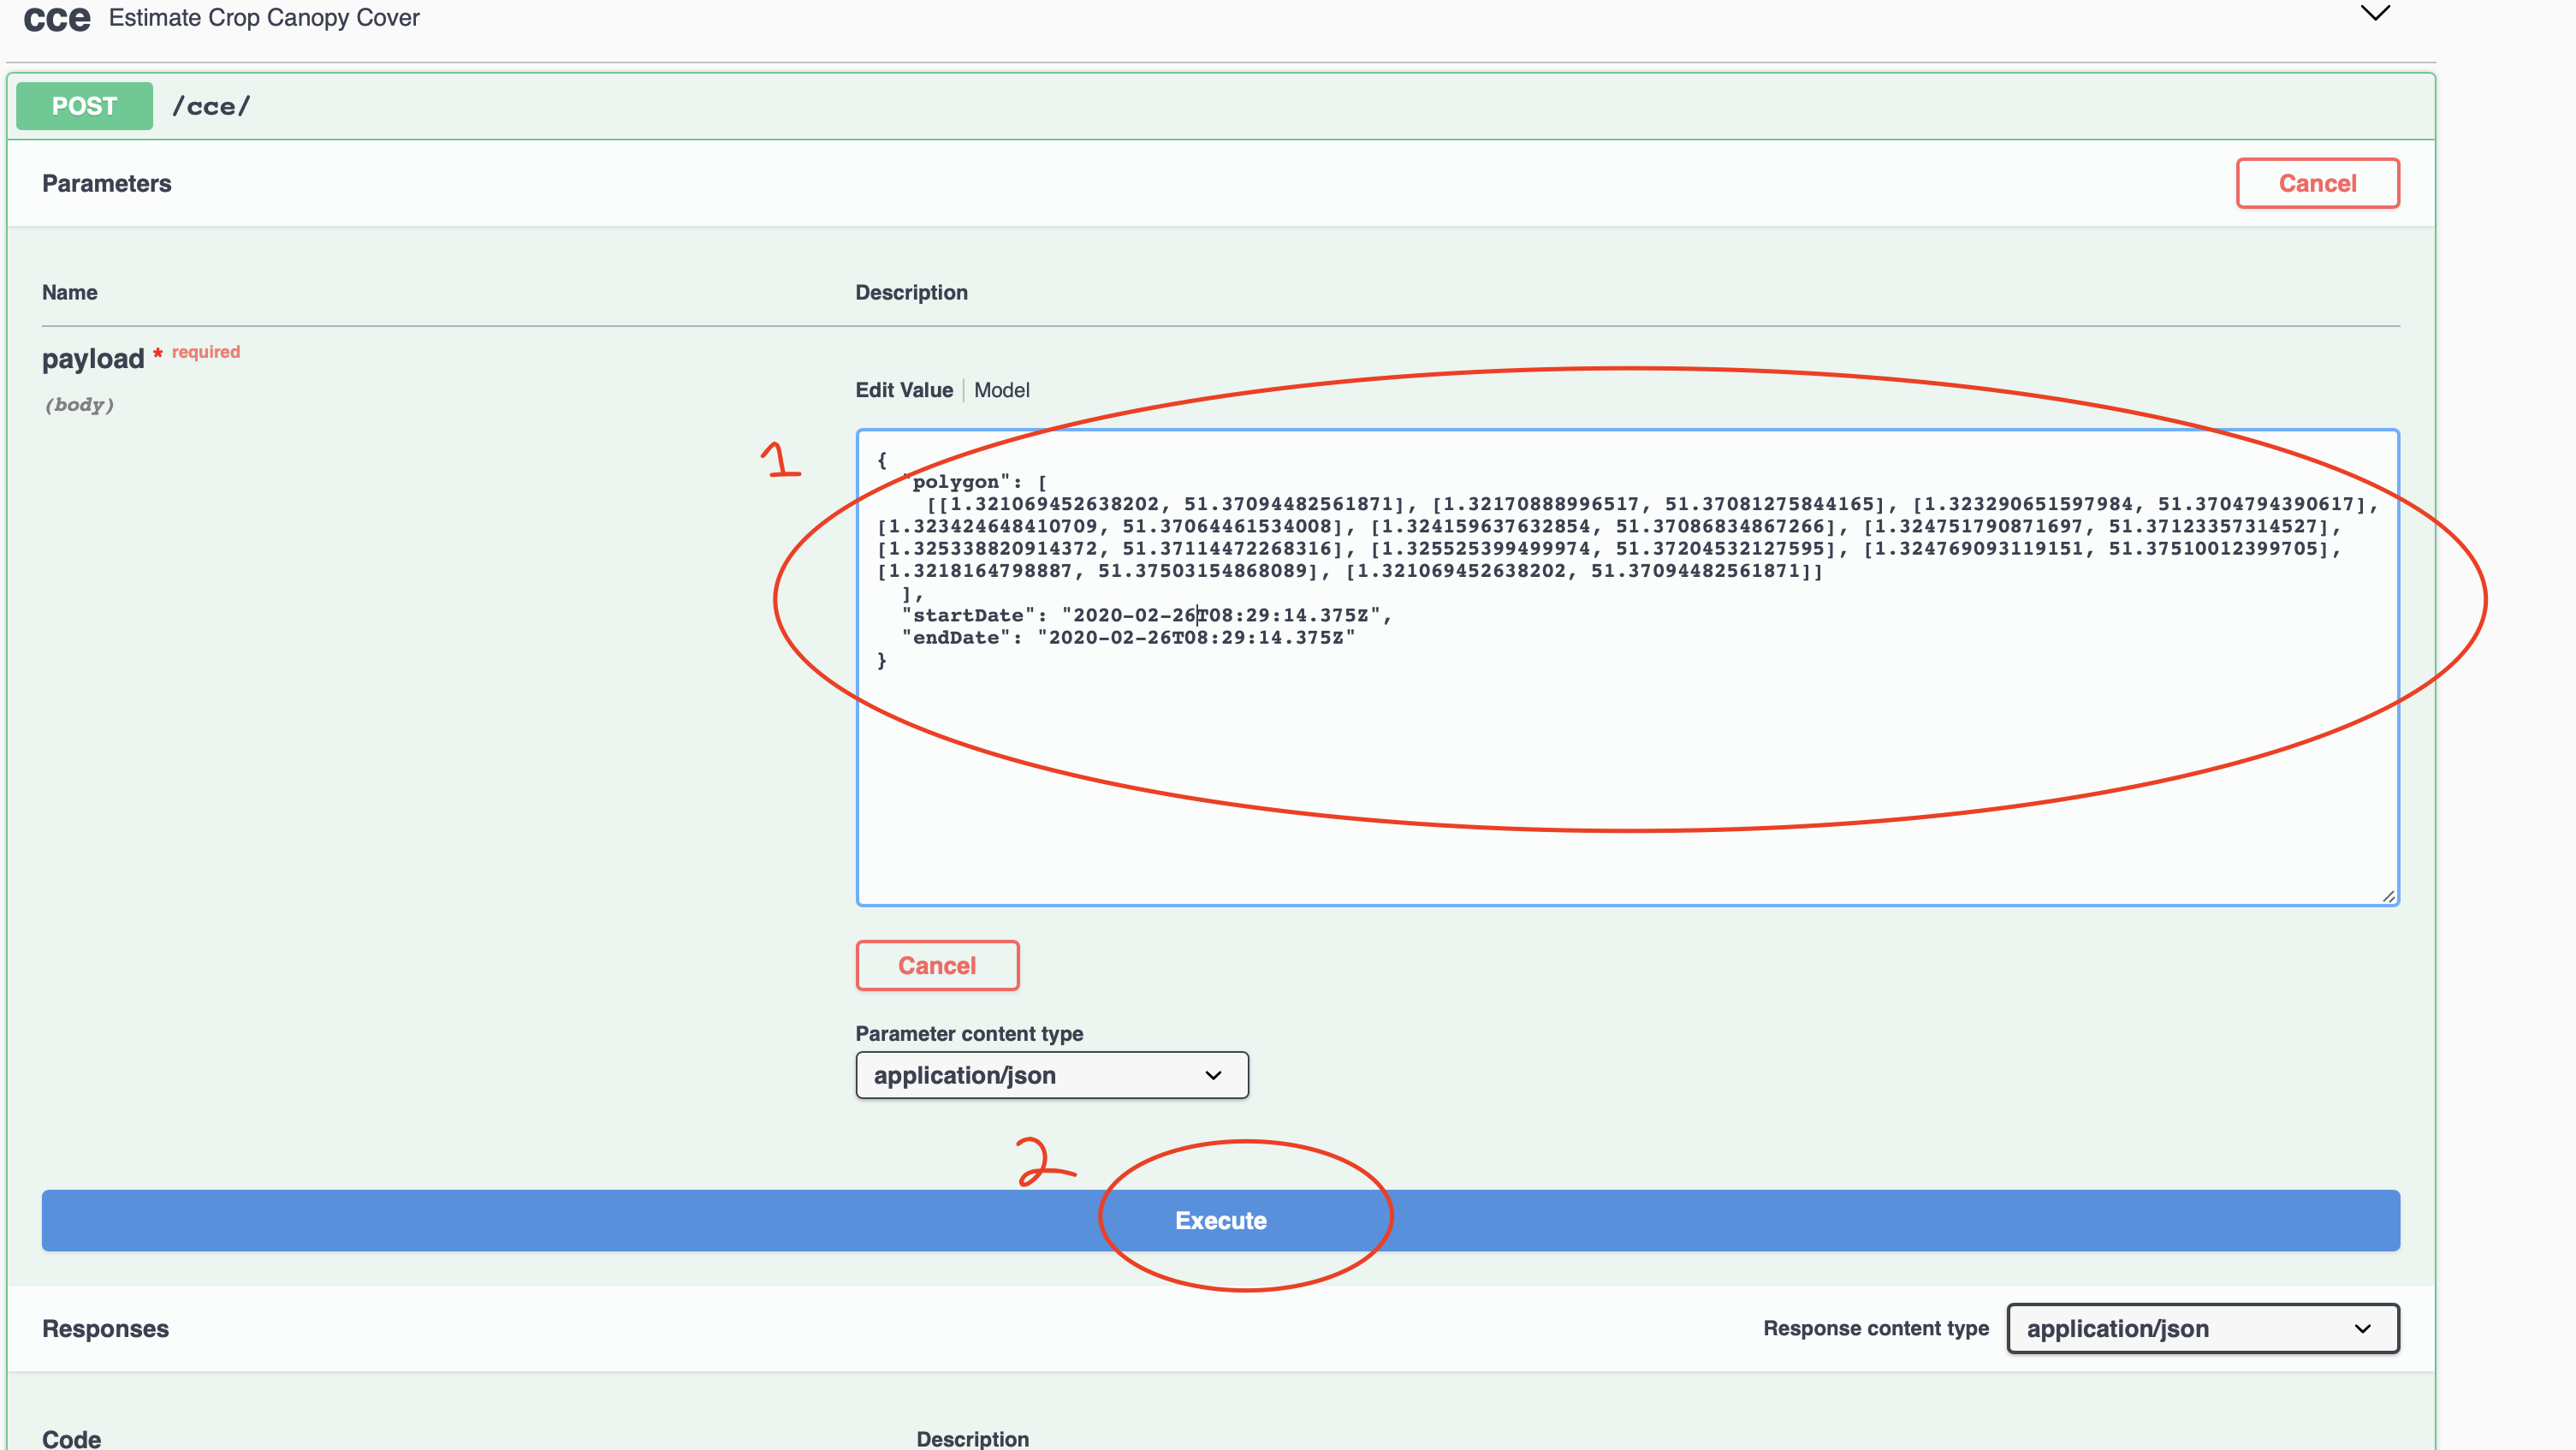 cce Estimate Crop Canopy Cover
POST /cce/
Parameters Cancel
Name Description
payload * required
(body)
Edit Value | Model
1
{
"polygon": [
[[1.321069452638202, 51.37094482561871], [1.32170888996517, 51.37081275844165], [1.323290651597984, 51.3704794390617],
[1.323424648410709, 51.37064461534008], [1.324159637632854, 51.37086834867266], [1.324751790871697, 51.37123357314527],
[1.325338820914372, 51.37114472268316], [1.325525399499974, 51.37204532127595], [1.324769093119151, 51.37510012399705],
[1.3218164798887, 51.37503154868089], [1.321069452638202, 51.37094482561871]]
],
"startDate": "2020-02-26T08:29:14.375Z",
"endDate": "2020-02-26T08:29:14.375Z"
}
Cancel
Parameter content type
application/json
2
Execute
Responses Response content type application/json
Code Description